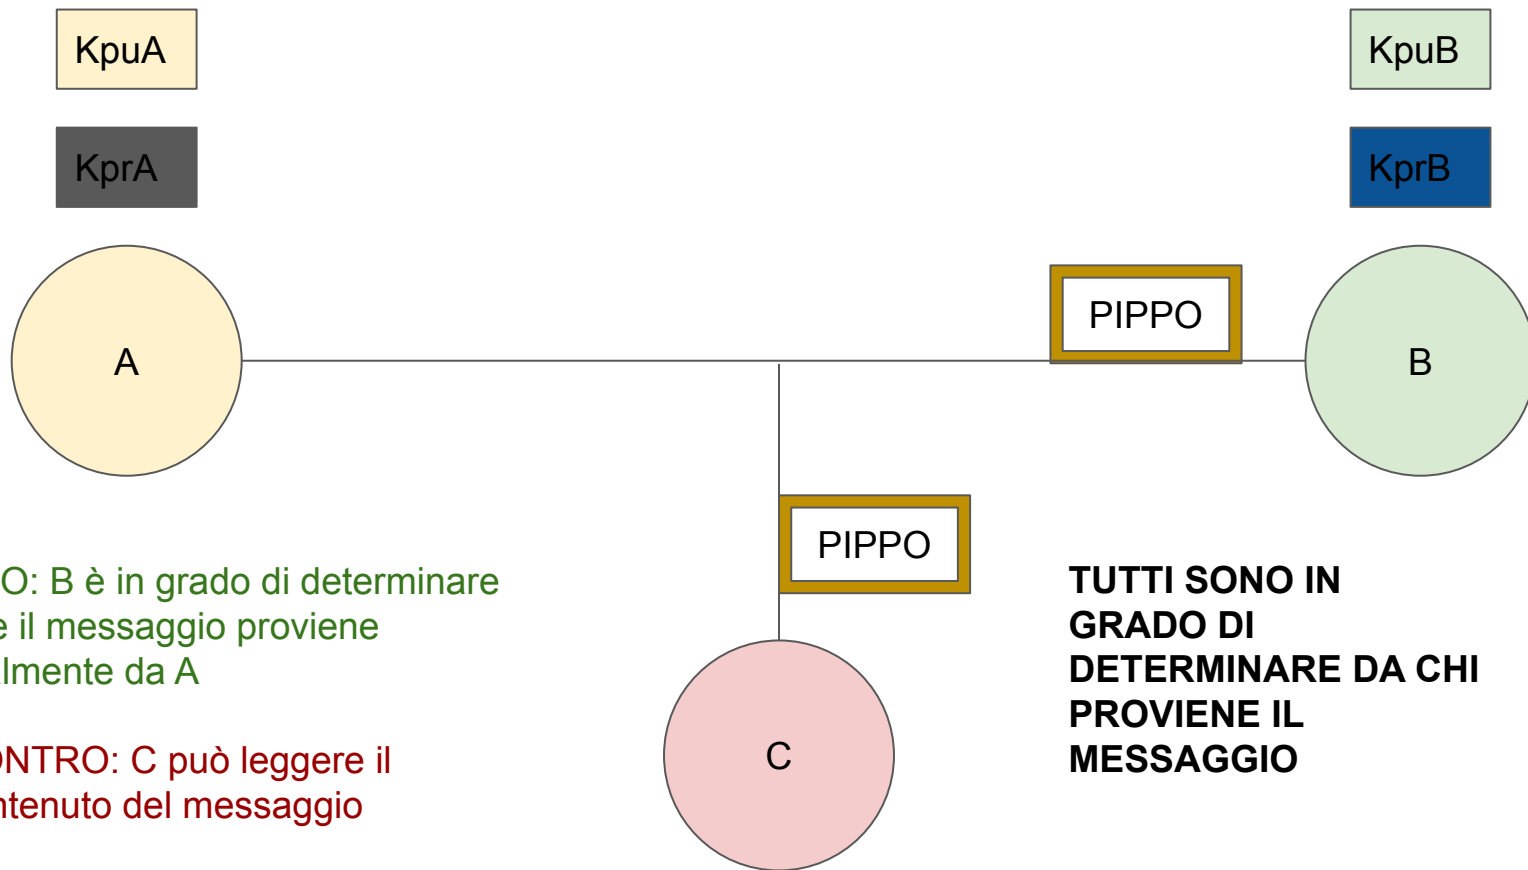 KpuA
KpuB
KprA
KprB
PIPPO
A
B
PIPPO
O: B è in grado di determinare
e il messaggio proviene
lmente da A
TUTTI SONO IN
GRADO DI
DETERMINARE DA CHI
PROVIENE IL
MESSAGGIO
NTRO: C può leggere il
ntenuto del messaggio
C